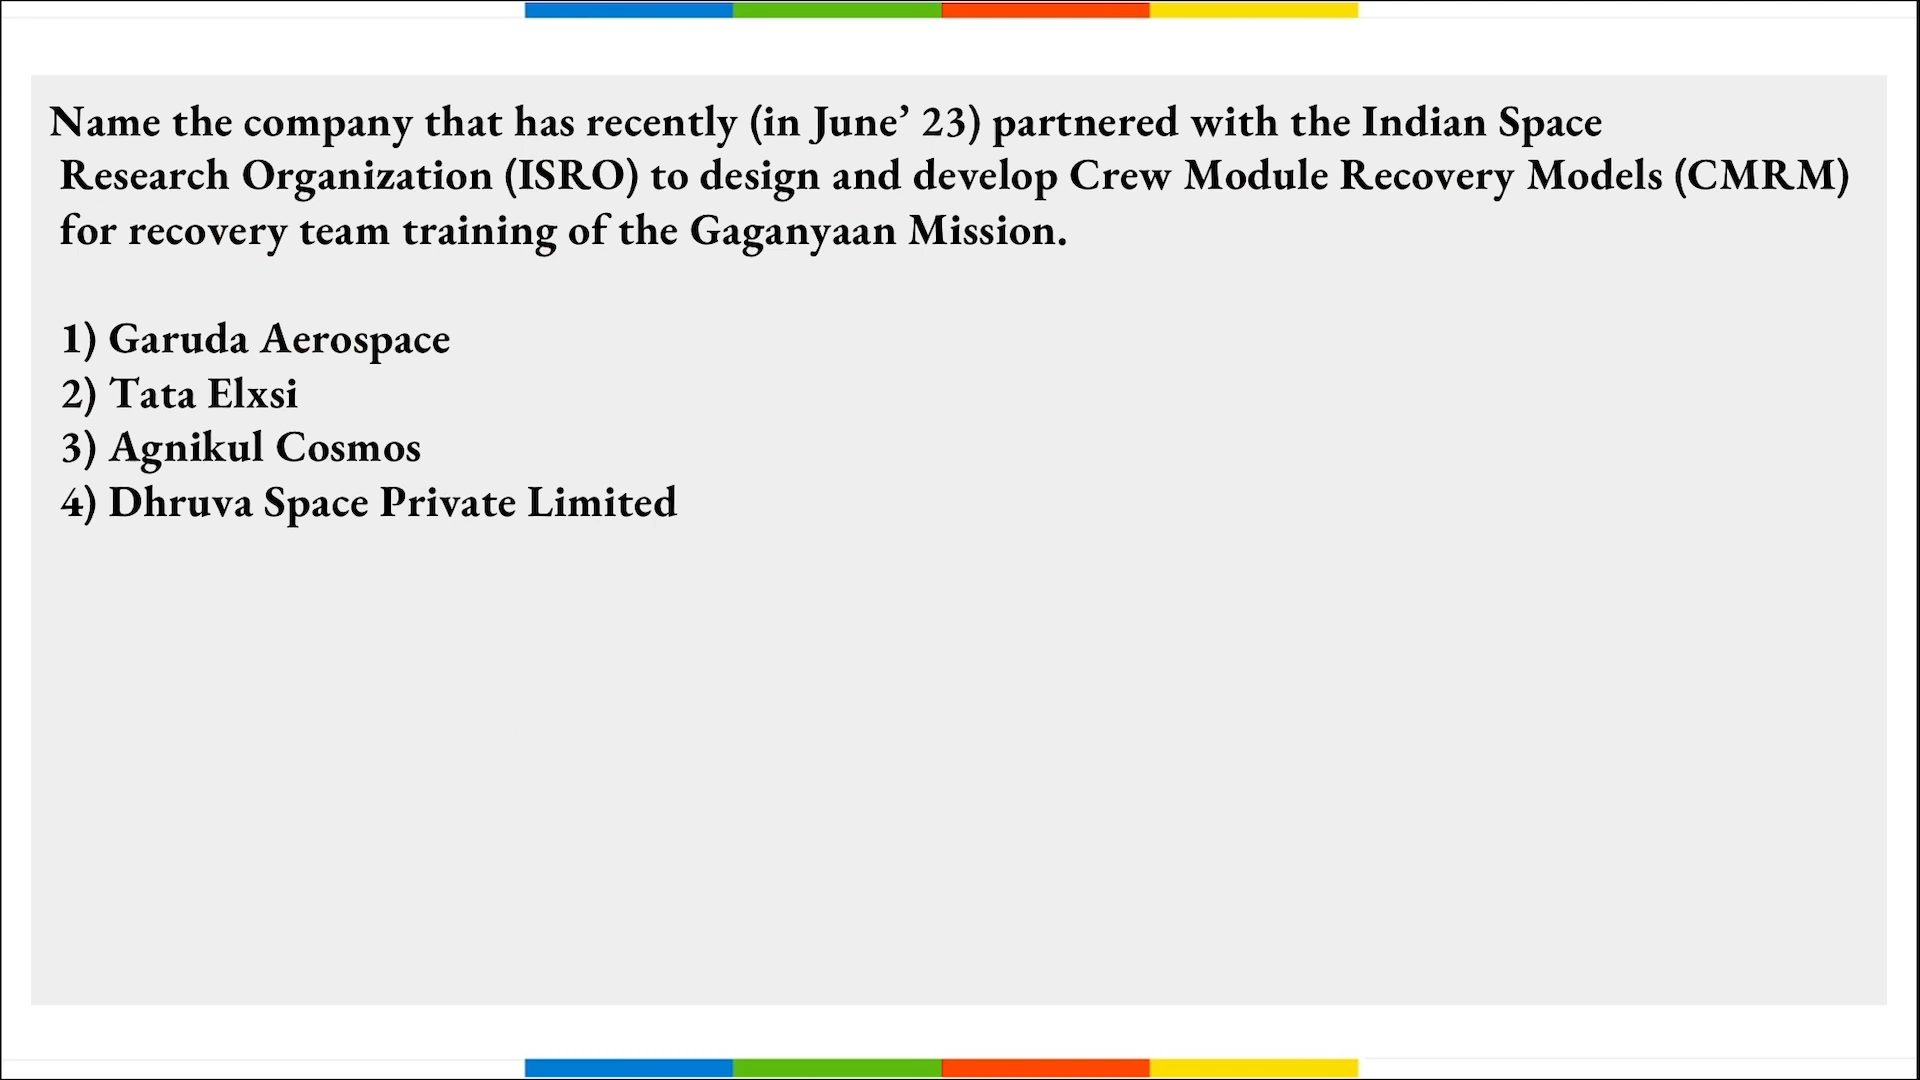 Name the company that has recently (in June’ 23) partnered with the Indian Space
Research Organization (ISRO) to design and develop Crew Module Recovery Models (CMRM)
for recovery team training of the Gaganyaan Mission.
1) Garuda Aerospace
2) Tata Elxsi
3) Agnikul Cosmos
4) Dhruva Space Private Limited